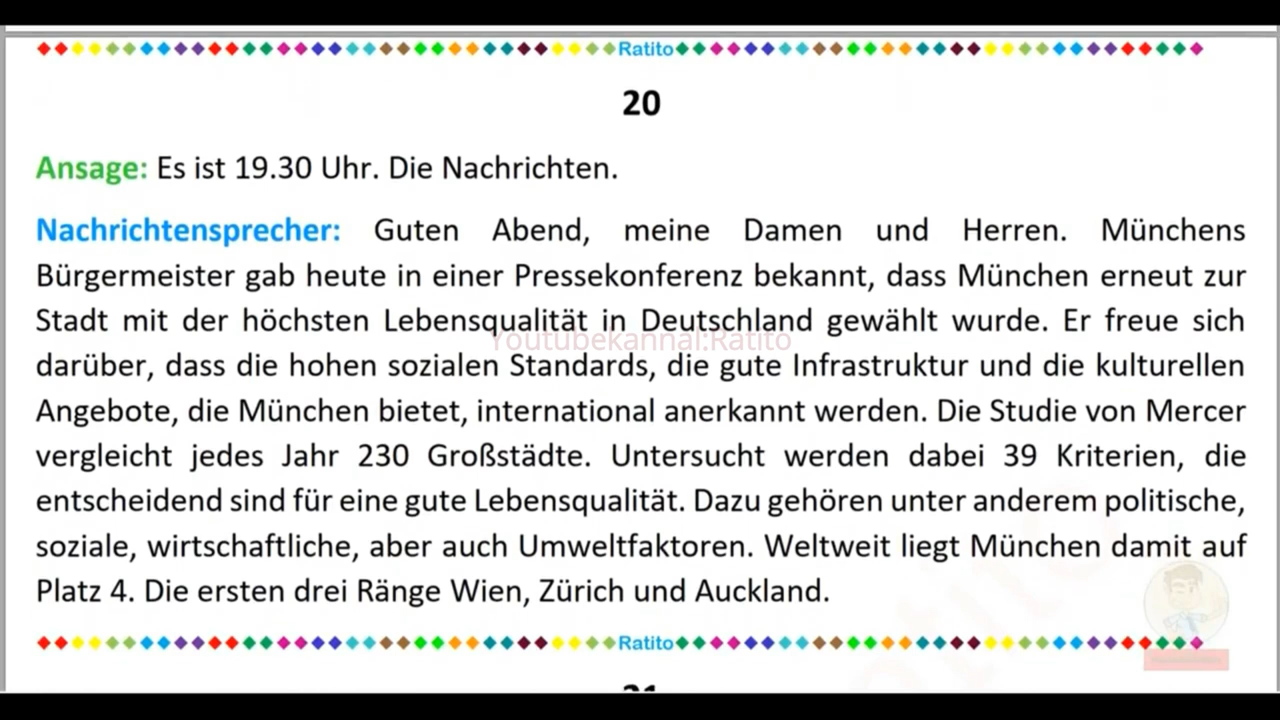 Ratito
20
Ansage: Es ist 19.30 Uhr. Die Nachrichten.
Nachrichtensprecher: Guten Abend, meine Damen und Herren. Münchens
Bürgermeister gab heute in einer Pressekonferenz bekannt, dass München erneut zur
Stadt mit der höchsten Lebensqualität in Deutschland gewählt wurde. Er freue sich
Youtubekannal:Ratito
darüber, dass die hohen sozialen Standards, die gute Infrastruktur und die kulturellen
Angebote, die München bietet, international anerkannt werden. Die Studie von Mercer
vergleicht jedes Jahr 230 Großstädte. Untersucht werden dabei 39 Kriterien, die
entscheidend sind für eine gute Lebensqualität. Dazu gehören unter anderem politische,
soziale, wirtschaftliche, aber auch Umweltfaktoren. Weltweit liegt München damit auf
Platz 4. Die ersten drei Ränge Wien, Zürich und Auckland.
Ratito